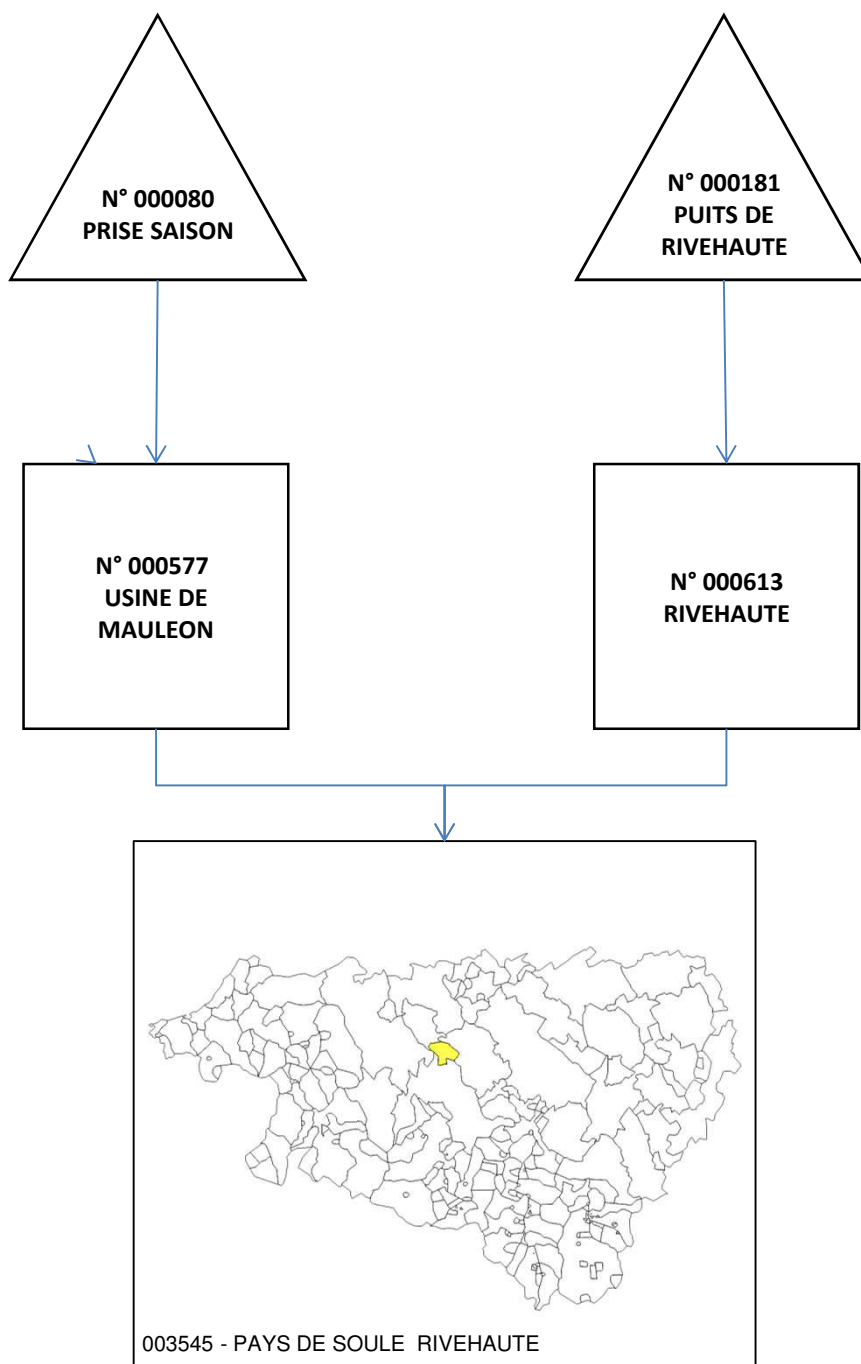 N° 000080
PRISE SAISON
N° 000181
PUITS DE
RIVEHAUTE
N° 000577
USINE DE
MAULEON
N° 000613
RIVEHAUTE
003545 - PAYS DE SOULE RIVEHAUTE